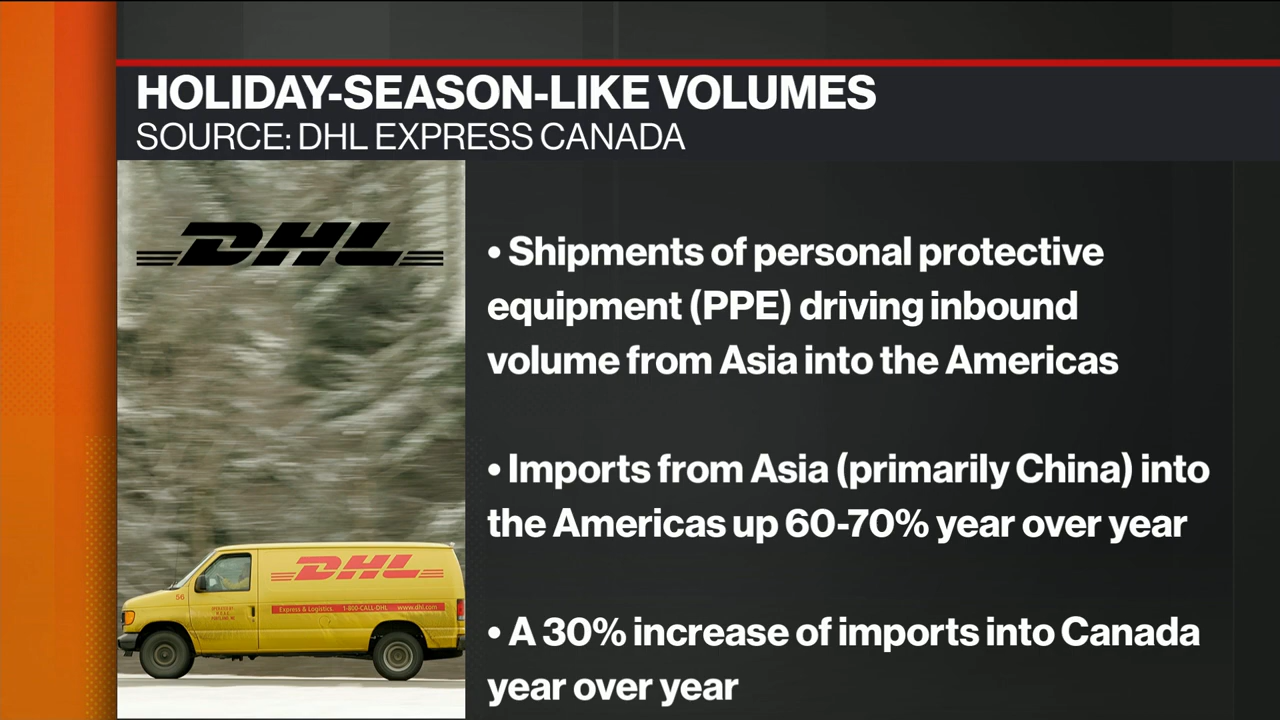 HOLIDAY-SEASON-LIKE VOLUMES
SOURCE: DHL EXPRESS CANADA
DHL
• Shipments of personal protective
equipment (PPE) driving inbound
volume from Asia into the Americas
• Imports from Asia (primarily China) into
the Americas up 60-70% year over year
• A 30% increase of imports into Canada
year over year
DHL
Express & Logistics 1-800-CALL-DHL www.dhl.com
56